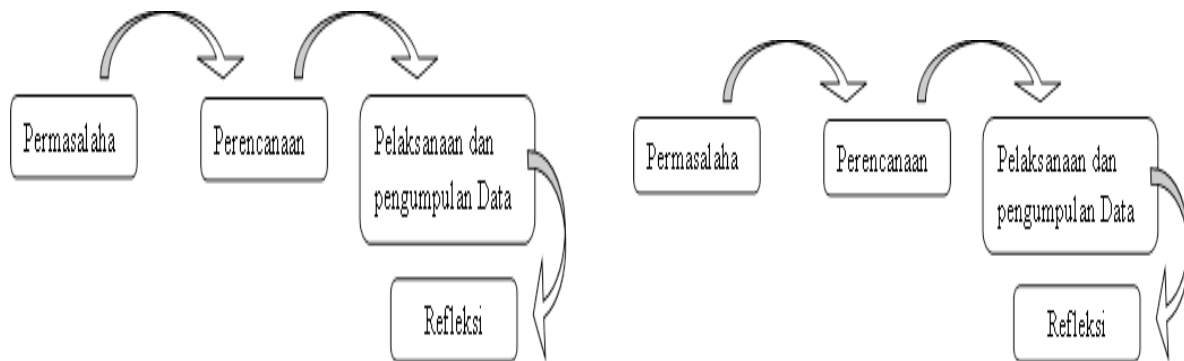 Permasalaha
Perencanaan
Pelaksanaan dan
pengumpulan Data
Refleksi
Permasalaha
Perencanaan
Pelaksanaan dan
pengumpulan Data
Refleksi